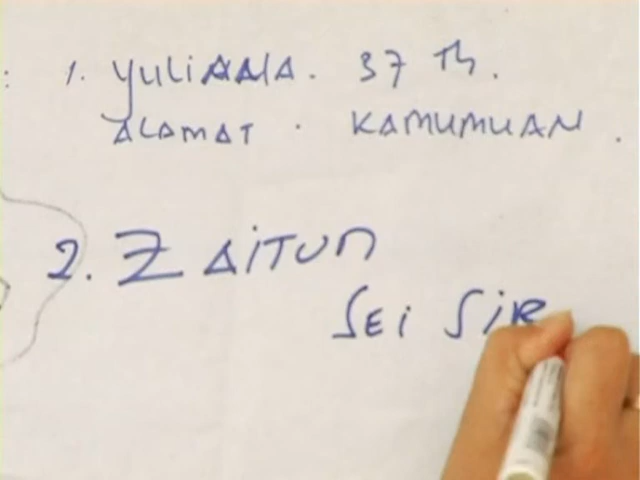 1. YULIANA. 37 Th.
ALAMAT . KAMUMUAN.
2. ZAITUN
SEI SIR